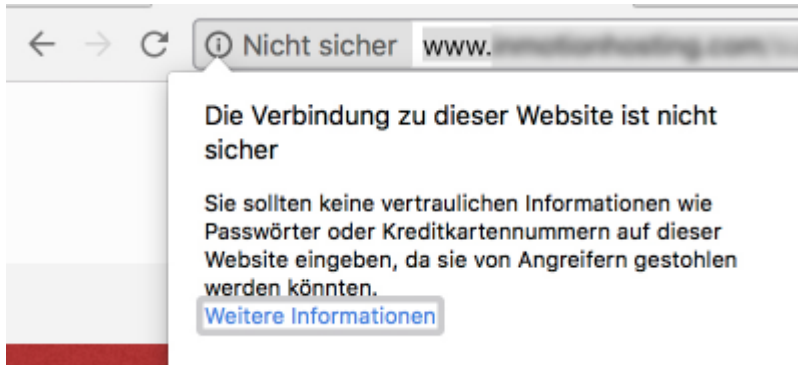 Nicht sicher www.
Die Verbindung zu dieser Website ist nicht
sicher
Sie sollten keine vertraulichen Informationen wie
Passwörter oder Kreditkartennummern auf dieser
Website eingeben, da sie von Angreifern gestohlen
werden könnten.
Weitere Informationen